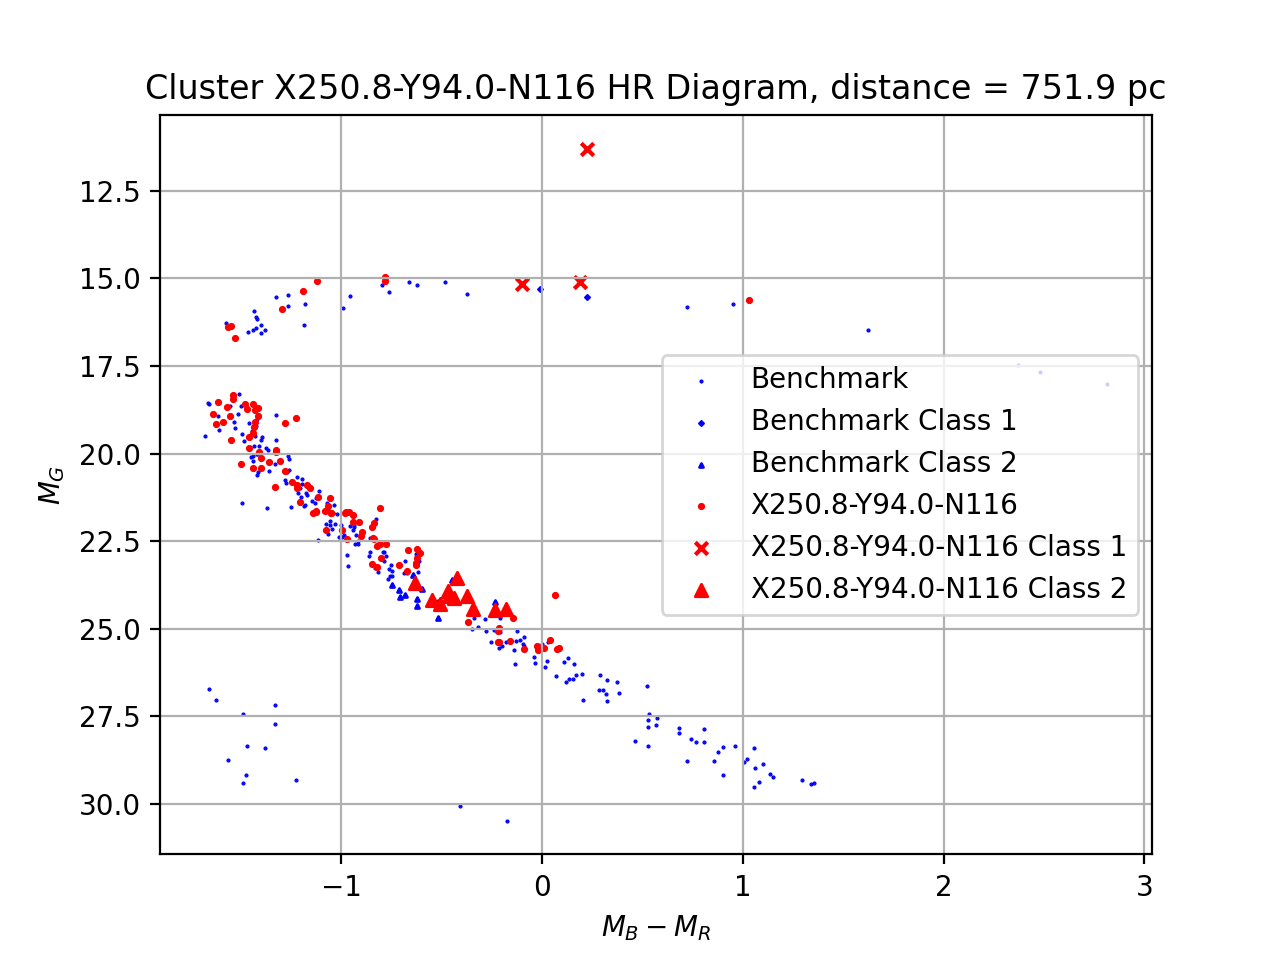 Cluster X250.8-Y94.0-N116 HR Diagram, distance = 751.9 pc
12.5
15.0
17.5
20.0
22.5
25.0
27.5
30.0
M_G
Benchmark
Benchmark Class 1
Benchmark Class 2
X250.8-Y94.0-N116
X250.8-Y94.0-N116 Class 1
X250.8-Y94.0-N116 Class 2
−1 0 1 2 3
M_B − M_R